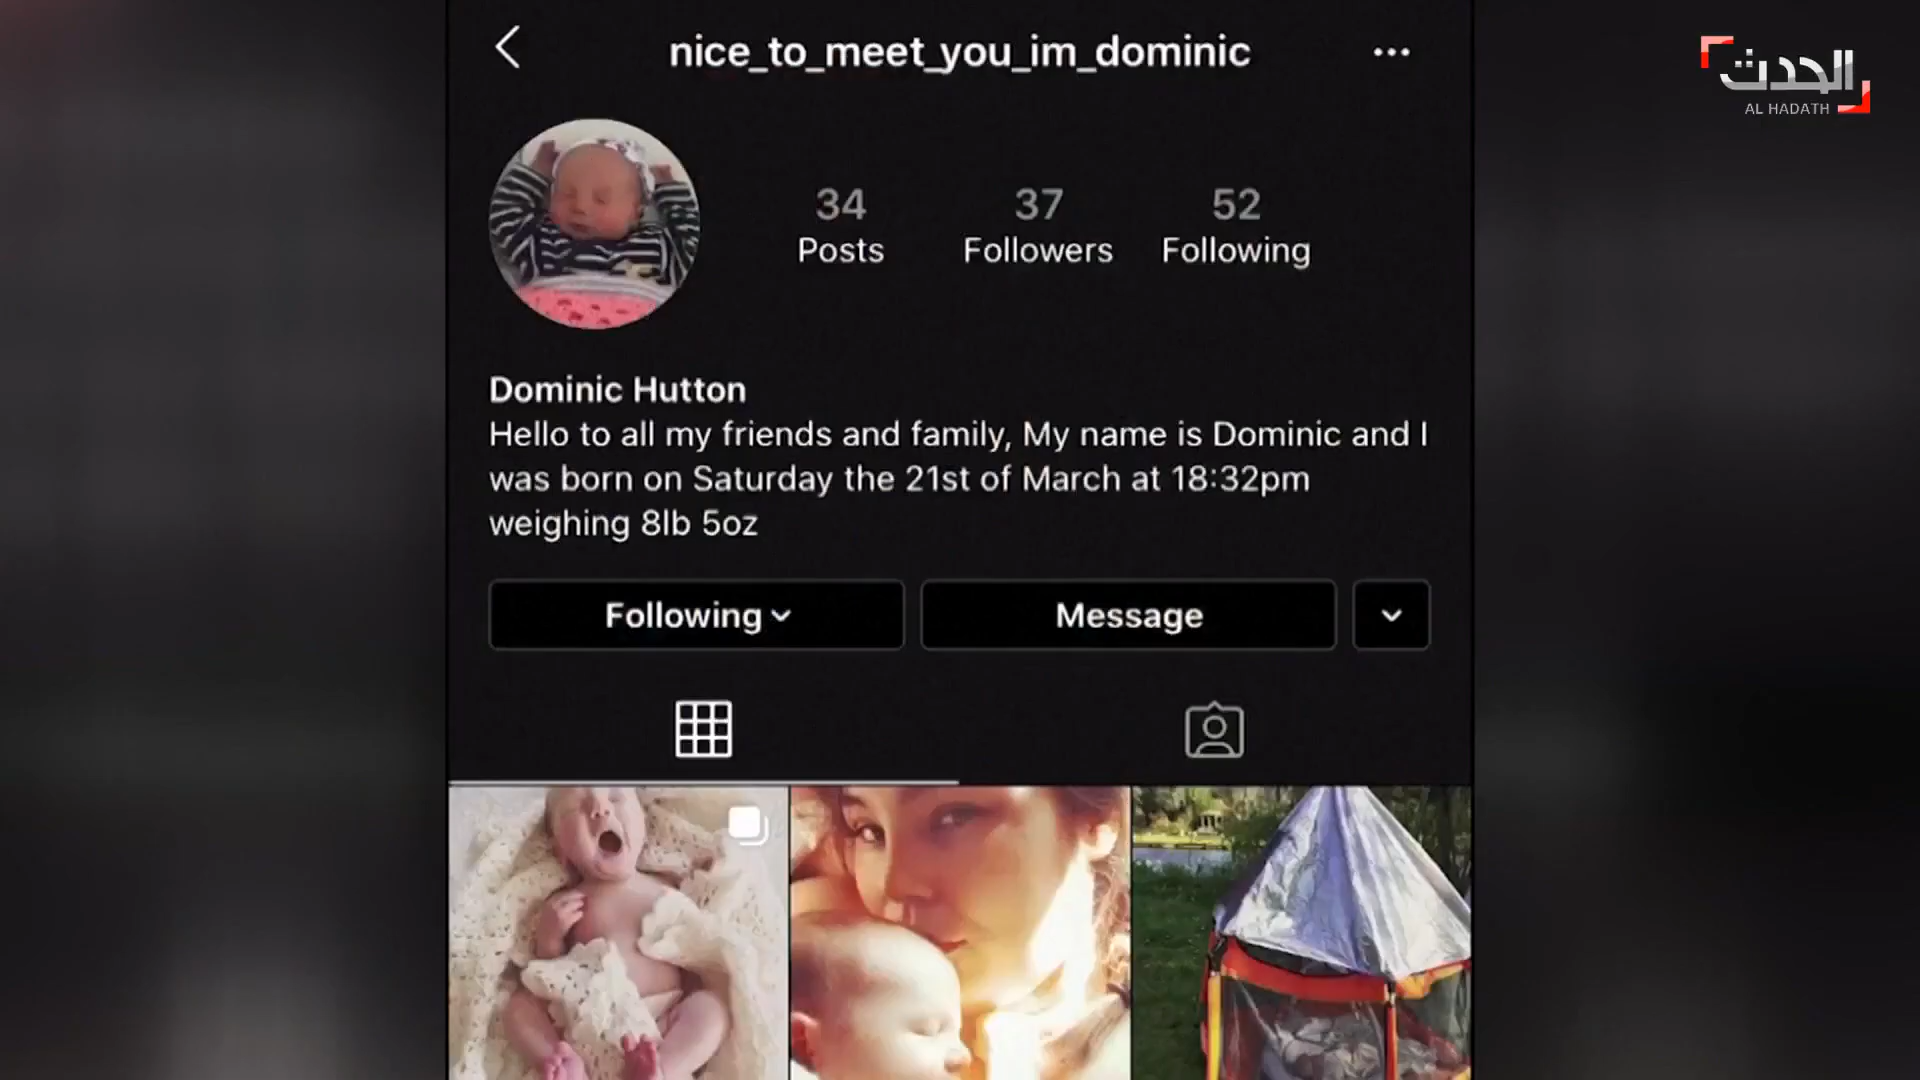 nice_to_meet_you_im_dominic
الحدث
AL HADATH
34
37
52
Posts
Followers
Following
Dominic Hutton
Hello to all my friends and family, My name is Dominic and I
was born on Saturday the 21st of March at 18:32pm
weighing 8lb 5oz
Following
Message